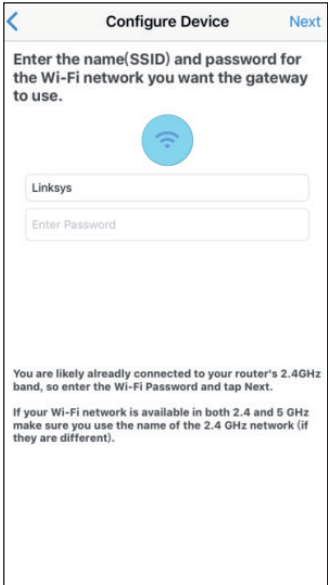 Configure Device
Next
Enter the name(SSID) and password for
the Wi-Fi network you want the gateway
to use.
Linksys
Enter Password
You are likely alreadly connected to your router's 2.4GHz
band, so enter the Wi-Fi Password and tap Next.
If your Wi-Fi network is available in both 2.4 and 5 GHz
make sure you use the name of the 2.4 GHz network (if
they are different).